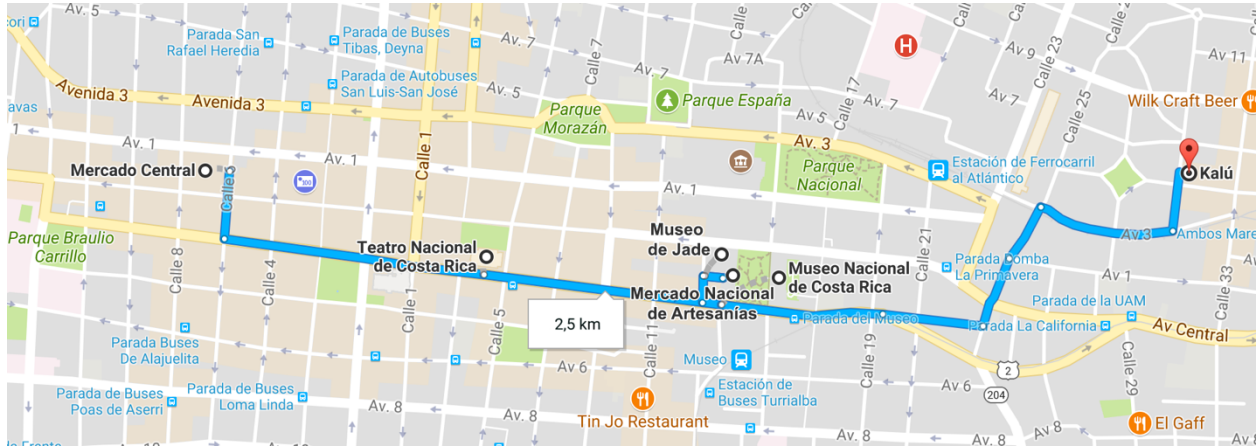 Parada San
Rafael Heredia
Parada de Buses
Tibas, Deyna
Parada de Autobuses
San Luis-San José
Avenida 3
Avenida 3
Calle 1
Av. 5
Av. 7
Calle 7
Av. 7
Av 7A
Parque
Morazán
Parque España
Av 5
Calle 17
H
Av 9
Av 7
Calle 23
Calle 25
Av 11
Wilk Craft Beer
Mercado Central
Av. 1
Av. 1
Av. 3
Parque
Nacional
Estación de Ferrocarril
al Atlántico
Kalú
Parque Braulio
Carrillo
Calle 8
Calle 4
Calle 1
Teatro Nacional
de Costa Rica
Calle 5
2,5 km
Museo
de Jade
Mercado Nacional
de Artesanías
Museo Nacional
de Costa Rica
Parada del Museo
Calle 11
Calle 19
Calle 21
Av 3
Ambos Mare
Calle 33
Av 1
La Primavera
Parada de la UAM
Parada La California
Av Central
Parada Buses
De Alajuelita
Parada de Buses
Poas de Aserri
Parada de Buses
Loma Linda
Av. 8
Av. 8
Av 6
Av 6
Museo
Estación de
Buses Turrialba
Tin Jo Restaurant
2
204
Calle 29
El Gaff